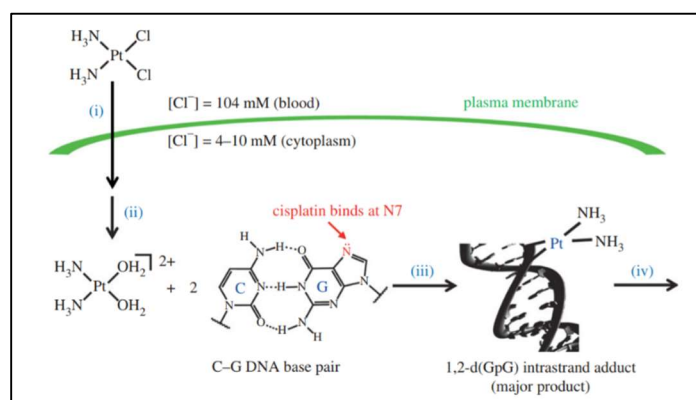 H₃N Cl
Pt
H₃N Cl
(i)
[Cl⁻] = 104 mM (blood)
plasma membrane
[Cl⁻] = 4–10 mM (cytoplasm)
(ii)
cisplatin binds at N7
H₃N OH₂ 2+
Pt
H₃N OH₂
+ 2
H
N H O N̈
C N H N G N
N O H N N
H
(iii)
Pt
NH₃
NH₃
(iv)
C–G DNA base pair
1,2-d(GpG) intrastrand adduct
(major product)